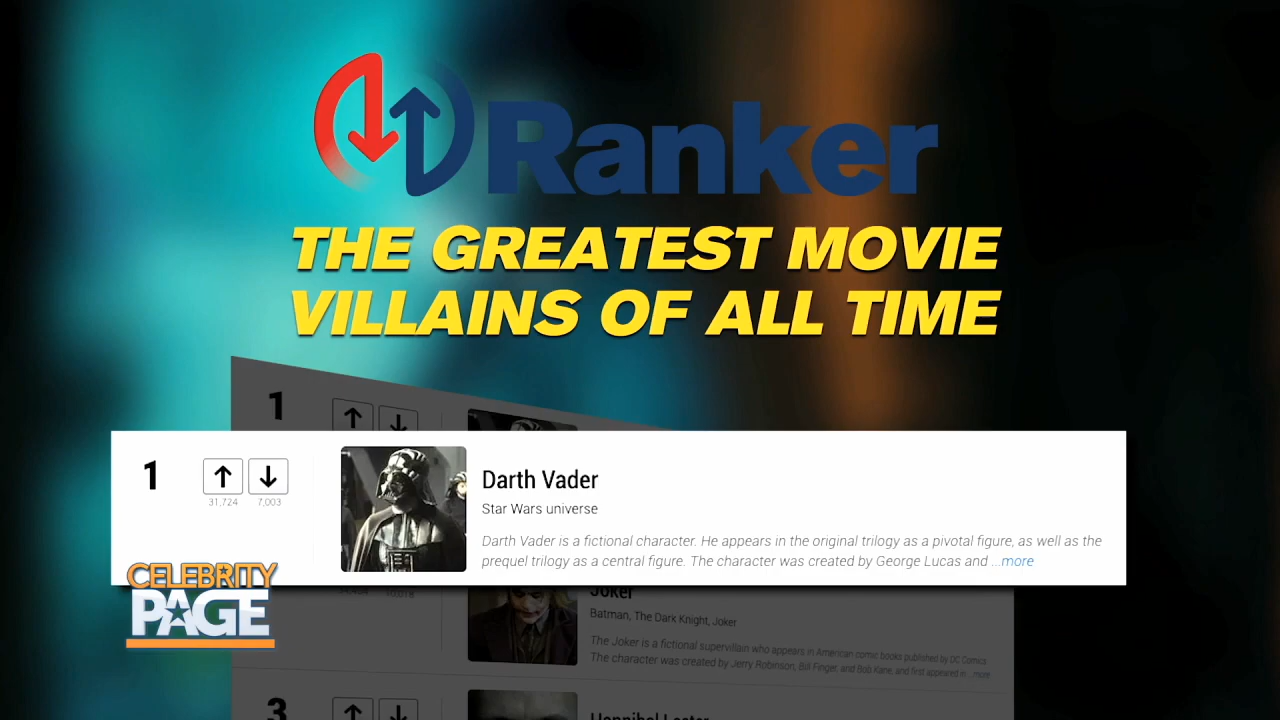 Ranker
THE GREATEST MOVIE
VILLAINS OF ALL TIME
1
1
31,724 7,003
Darth Vader
Star Wars universe
Darth Vader is a fictional character. He appears in the original trilogy as a pivotal figure, as well as the
prequel trilogy as a central figure. The character was created by George Lucas and ...more
CELEBRITY
PAGE
Joker
Batman, The Dark Knight, Joker
The Joker is a fictional supervillain who appears in American comic books published by DC Comics.
The character was created by Jerry Robinson, Bill Finger, and Bob Kane, and first appeared in ...more
3
Hannibal Lecter